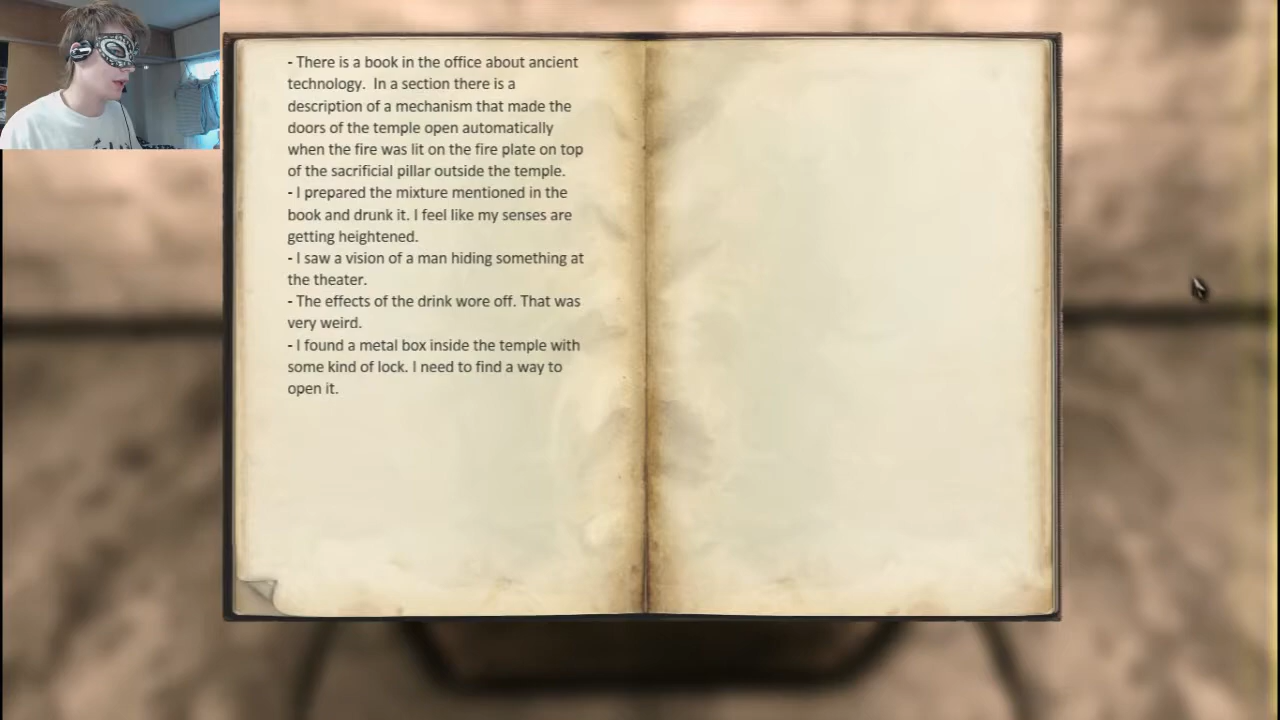 - There is a book in the office about ancient
technology.  In a section there is a
description of a mechanism that made the
doors of the temple open automatically
when the fire was lit on the fire plate on top
of the sacrificial pillar outside the temple.
- I prepared the mixture mentioned in the
book and drunk it. I feel like my senses are
getting heightened.
- I saw a vision of a man hiding something at
the theater.
- The effects of the drink wore off. That was
very weird.
- I found a metal box inside the temple with
some kind of lock. I need to find a way to
open it.